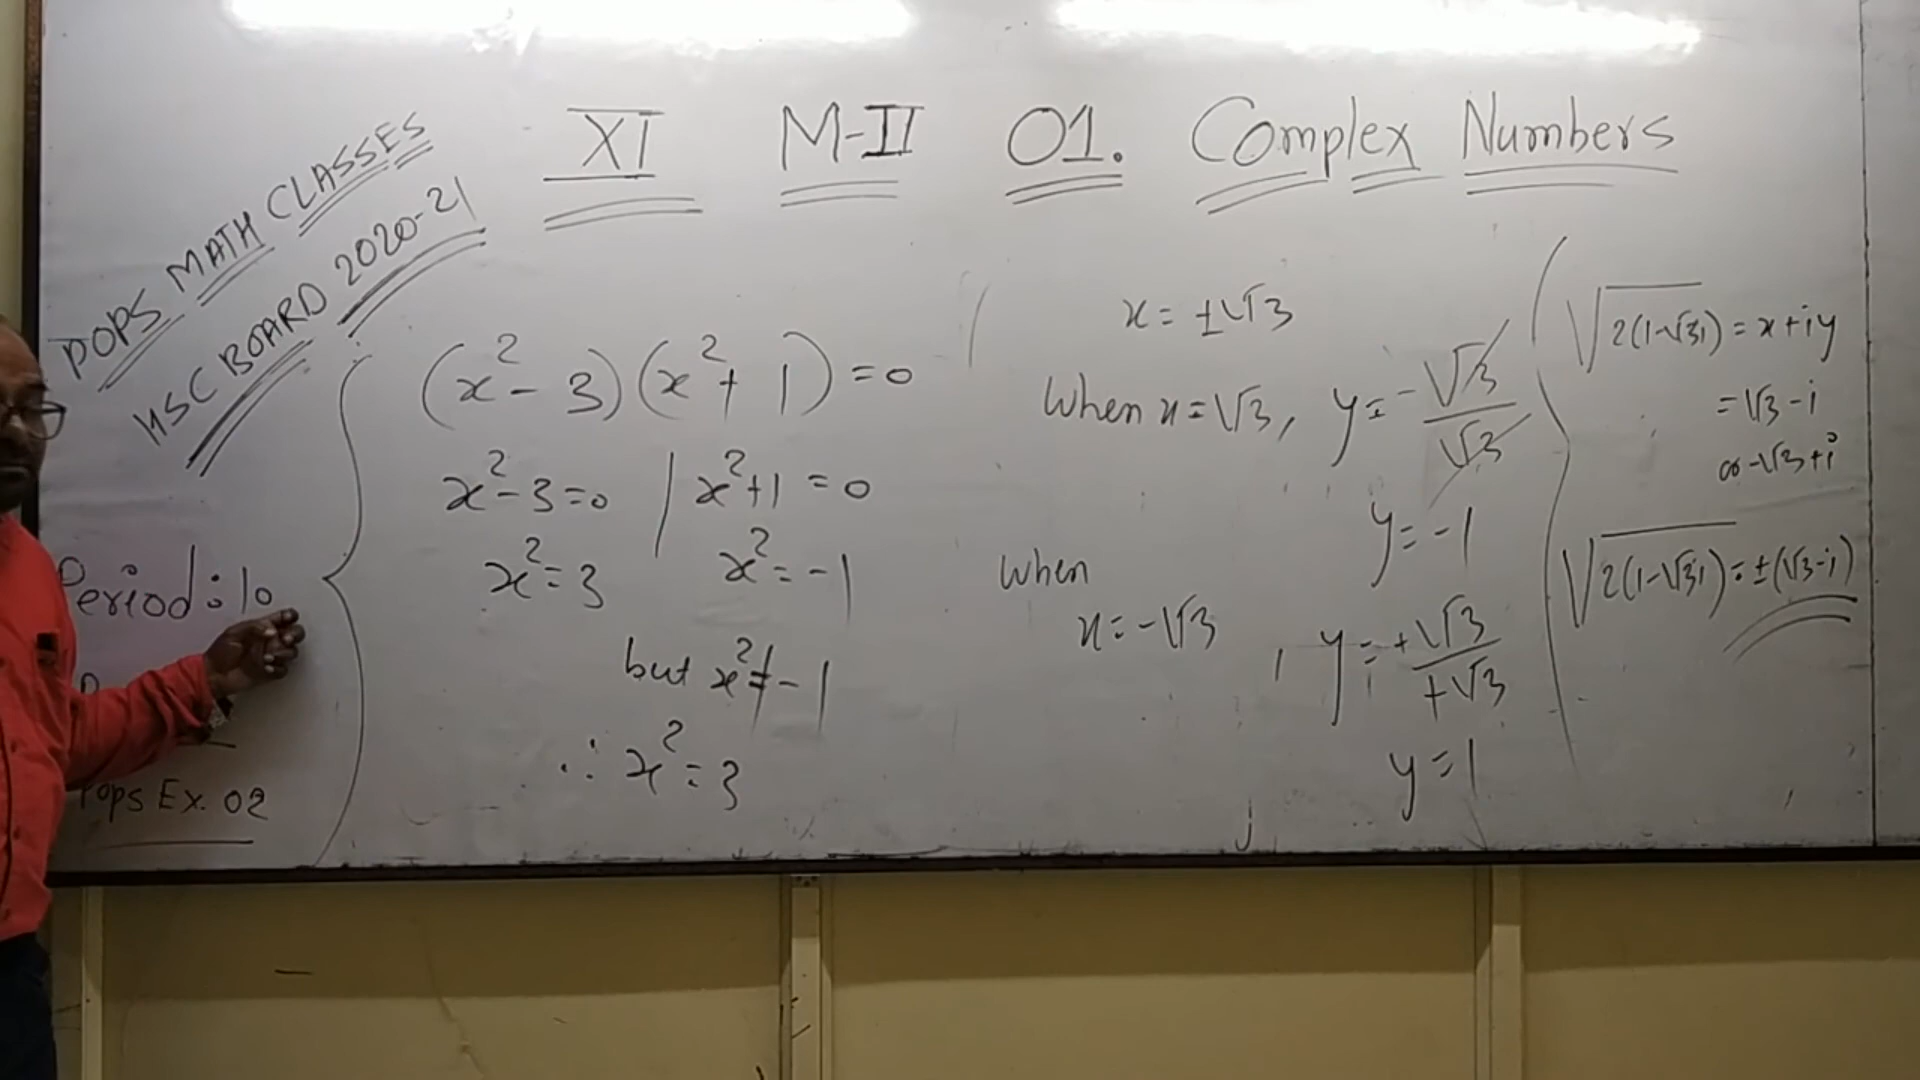 XI M-II 01. Complex Numbers
POPS MATH CLASSES
HSC BOARD 2020-21
Period: 10
Pops Ex. 02
(x²-3)(x²+1)=0
x²-3=0 | x²+1=0
x²=3 x²=-1
but x²≠-1
∴ x²=3
x=±√3
When x=√3, y=-√3/√3
y=-1
when
x=-√3, y=+√3/+√3
y=1
√2(1-√3i)=x+iy
=√3-i
or -√3+i
√2(1-√3i)=±(√3-i)